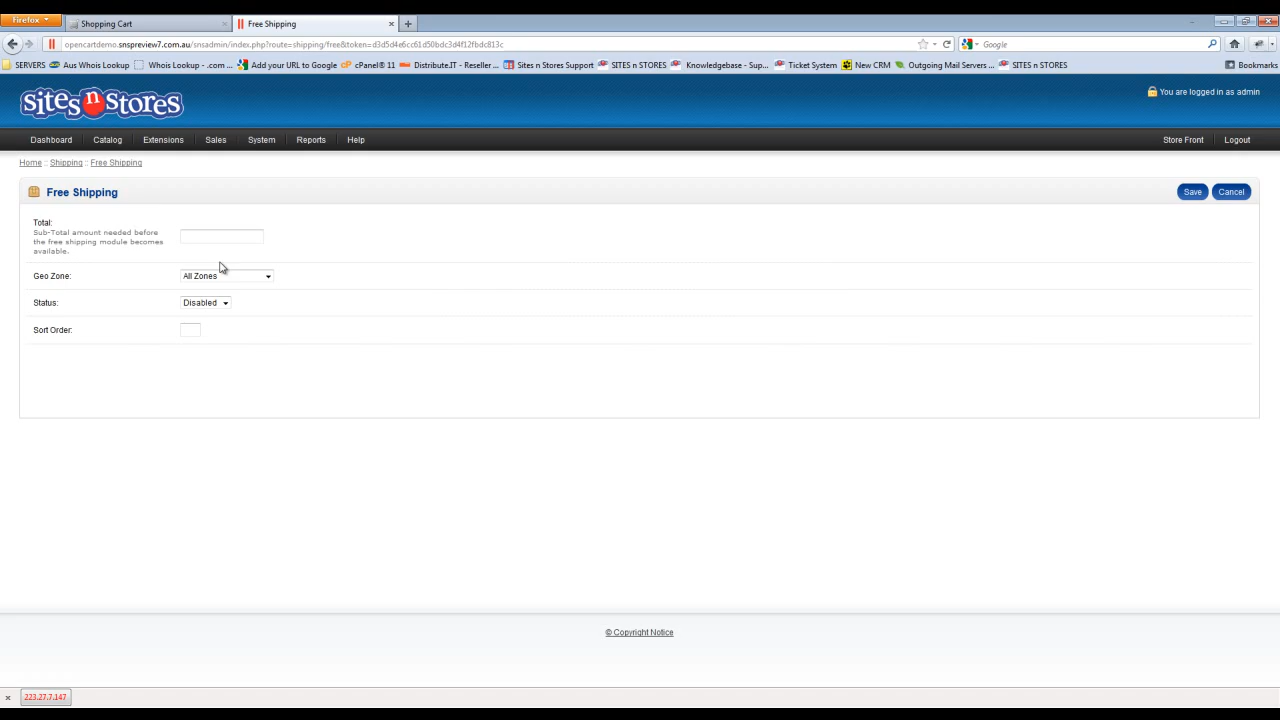 Firefox
Shopping Cart
Free Shipping
opencartdemo.snspreview7.com.au/snsadmin/index.php?route=shipping/free&token=d3d5d4e6cc61d50bdc3d4f12fbdc813c
Google
SERVERS Aus Whois Lookup Whois Lookup - .com ... Add your URL to Google cPanel® 11 Distribute.IT - Reseller ... Sites n Stores Support SITES n STORES Knowledgebase - Sup... Ticket System New CRM Outgoing Mail Servers ... SITES n STORES Bookmarks
sites n stores
You are logged in as admin
Dashboard Catalog Extensions Sales System Reports Help Store Front Logout
Home :: Shipping :: Free Shipping
Free Shipping Save Cancel
Total:
Sub-Total amount needed before
the free shipping module becomes
available.
Geo Zone: All Zones
Status: Disabled
Sort Order:
© Copyright Notice
x 223.27.7.147